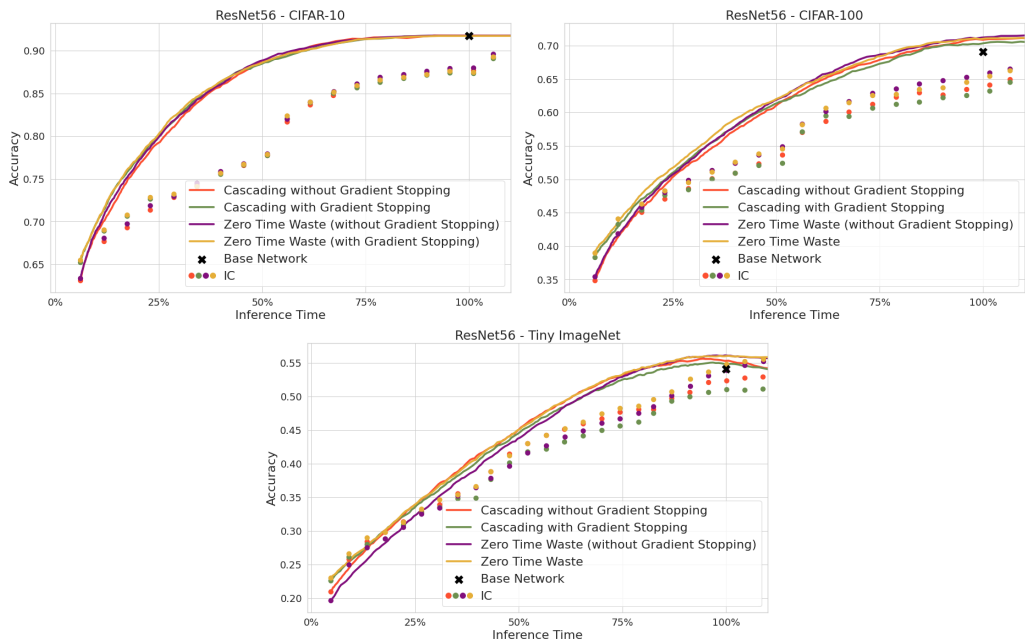 ResNet56 - CIFAR-10
Accuracy
0.90
0.85
0.80
0.75
0.70
0.65
Cascading without Gradient Stopping
Cascading with Gradient Stopping
Zero Time Waste (without Gradient Stopping)
Zero Time Waste (with Gradient Stopping)
Base Network
IC
0%
25%
50%
75%
100%
Inference Time
ResNet56 - CIFAR-100
Accuracy
0.70
0.65
0.60
0.55
0.50
0.45
0.40
0.35
Cascading without Gradient Stopping
Cascading with Gradient Stopping
Zero Time Waste (without Gradient Stopping)
Zero Time Waste
Base Network
IC
0%
25%
50%
75%
100%
Inference Time
ResNet56 - Tiny ImageNet
Accuracy
0.55
0.50
0.45
0.40
0.35
0.30
0.25
0.20
Cascading without Gradient Stopping
Cascading with Gradient Stopping
Zero Time Waste (without Gradient Stopping)
Zero Time Waste
Base Network
IC
0%
25%
50%
75%
100%
Inference Time